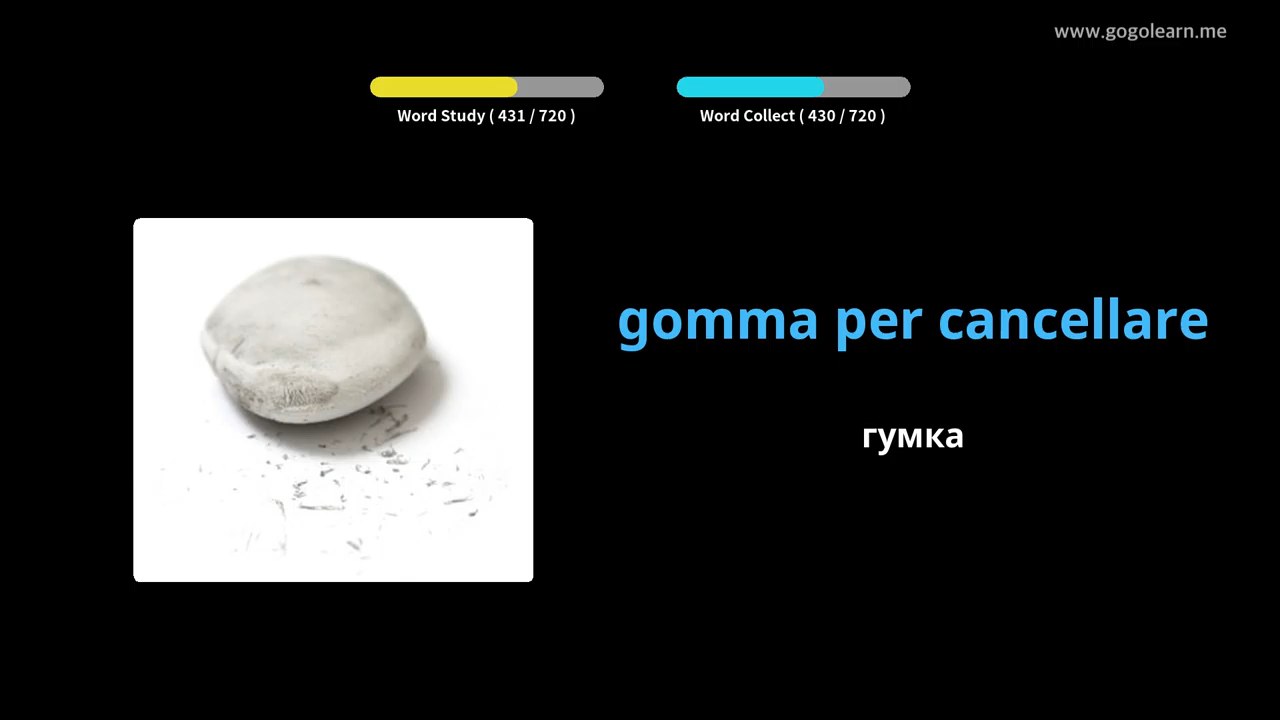 www.gogolearn.me
Word Study ( 431 / 720 )
Word Collect ( 430 / 720 )
gomma per cancellare
гумка